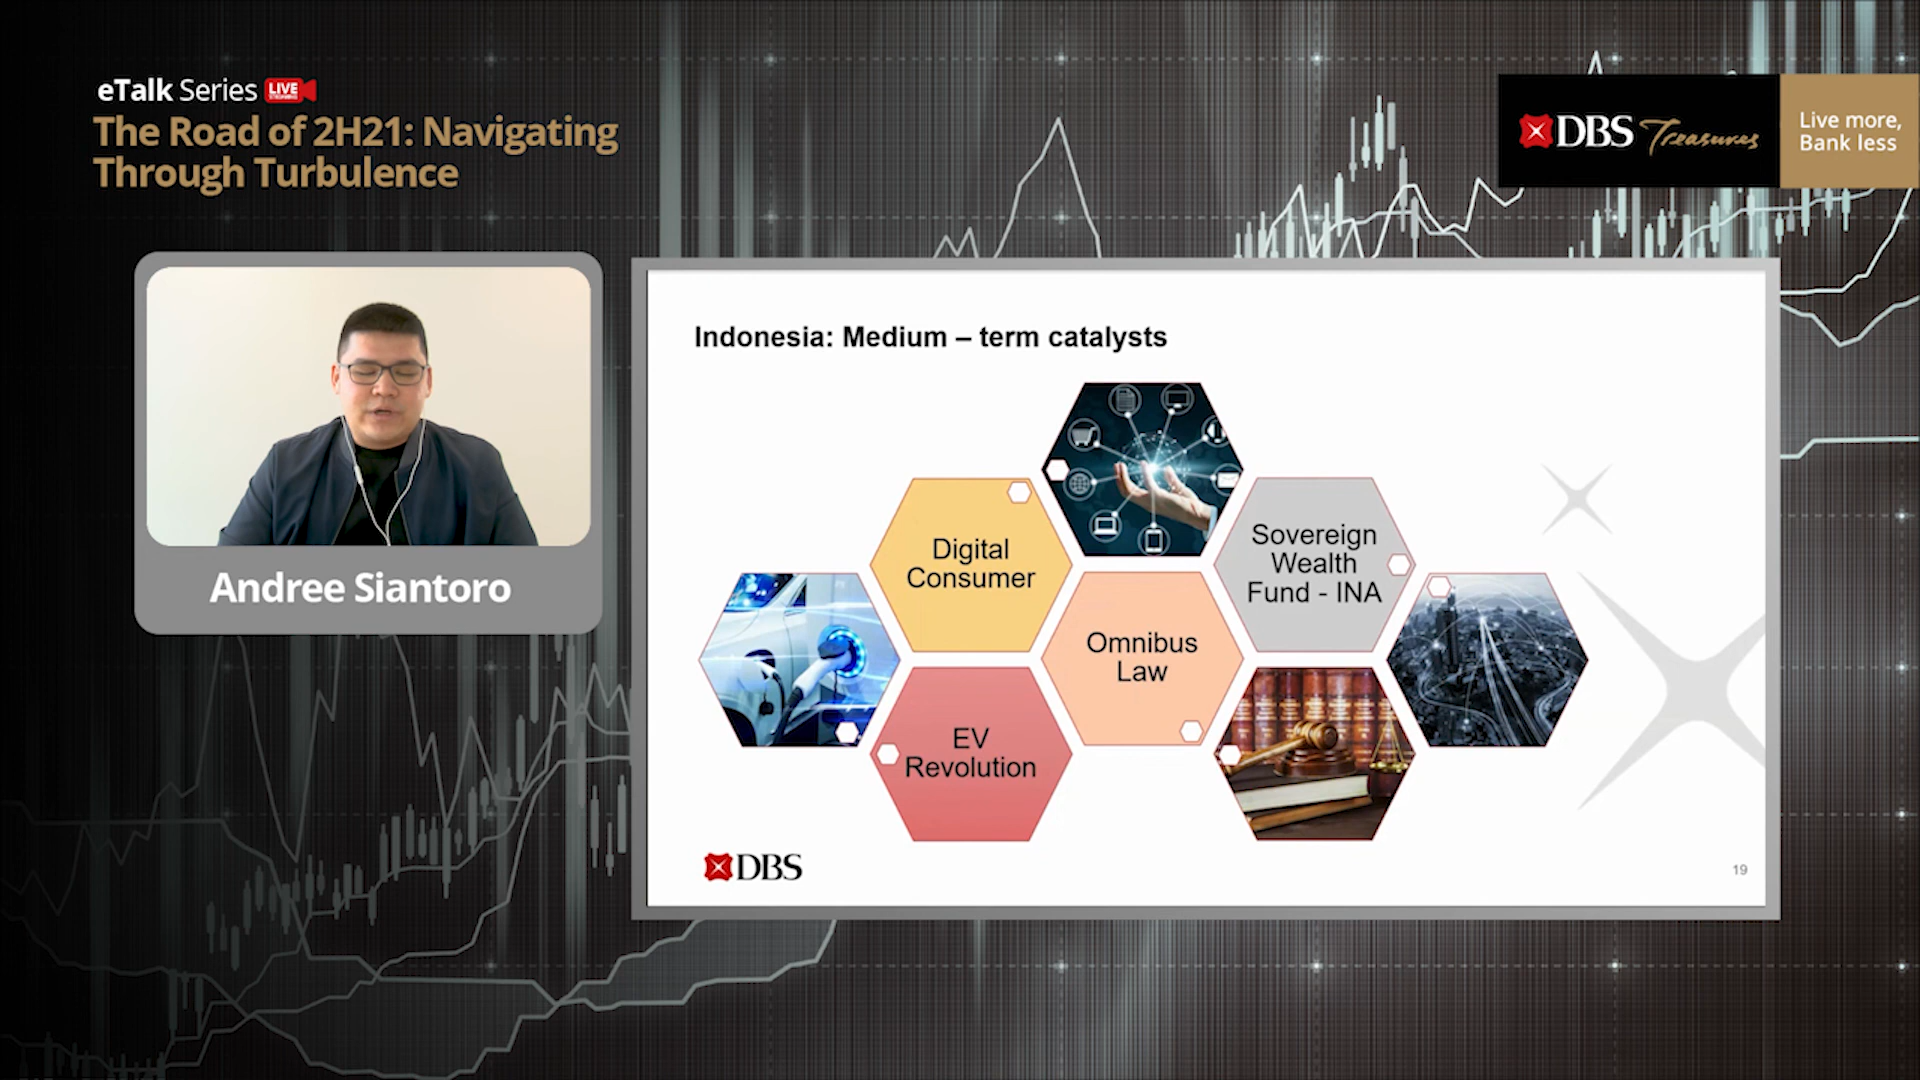 eTalk Series LIVE
STREAMING
The Road of 2H21: Navigating
Through Turbulence
DBS Treasures
Live more,
Bank less
Andree Siantoro
Indonesia: Medium – term catalysts
Digital
Consumer
Sovereign
Wealth
Fund - INA
Omnibus
Law
EV
Revolution
DBS
19